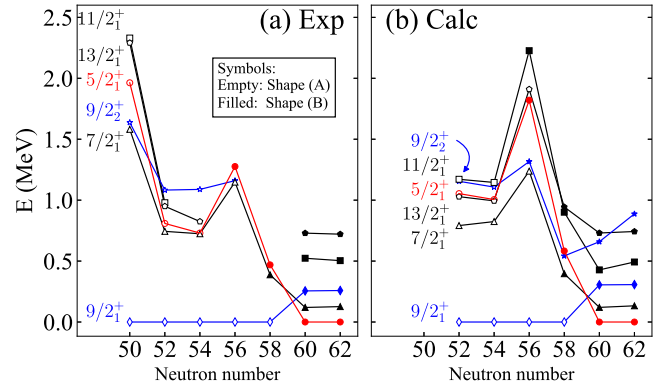 (a) Exp
(b) Calc
E (MeV)
2.5
2.0
1.5
1.0
0.5
0.0
11/2₁⁺
13/2₁⁺
5/2₁⁺
9/2₂⁺
7/2₁⁺
9/2₁⁺
Symbols:
Empty: Shape (A)
Filled: Shape (B)
9/2₂⁺
11/2₁⁺
5/2₁⁺
13/2₁⁺
7/2₁⁺
9/2₁⁺
50 52 54 56 58 60 62
50 52 54 56 58 60 62
Neutron number
Neutron number